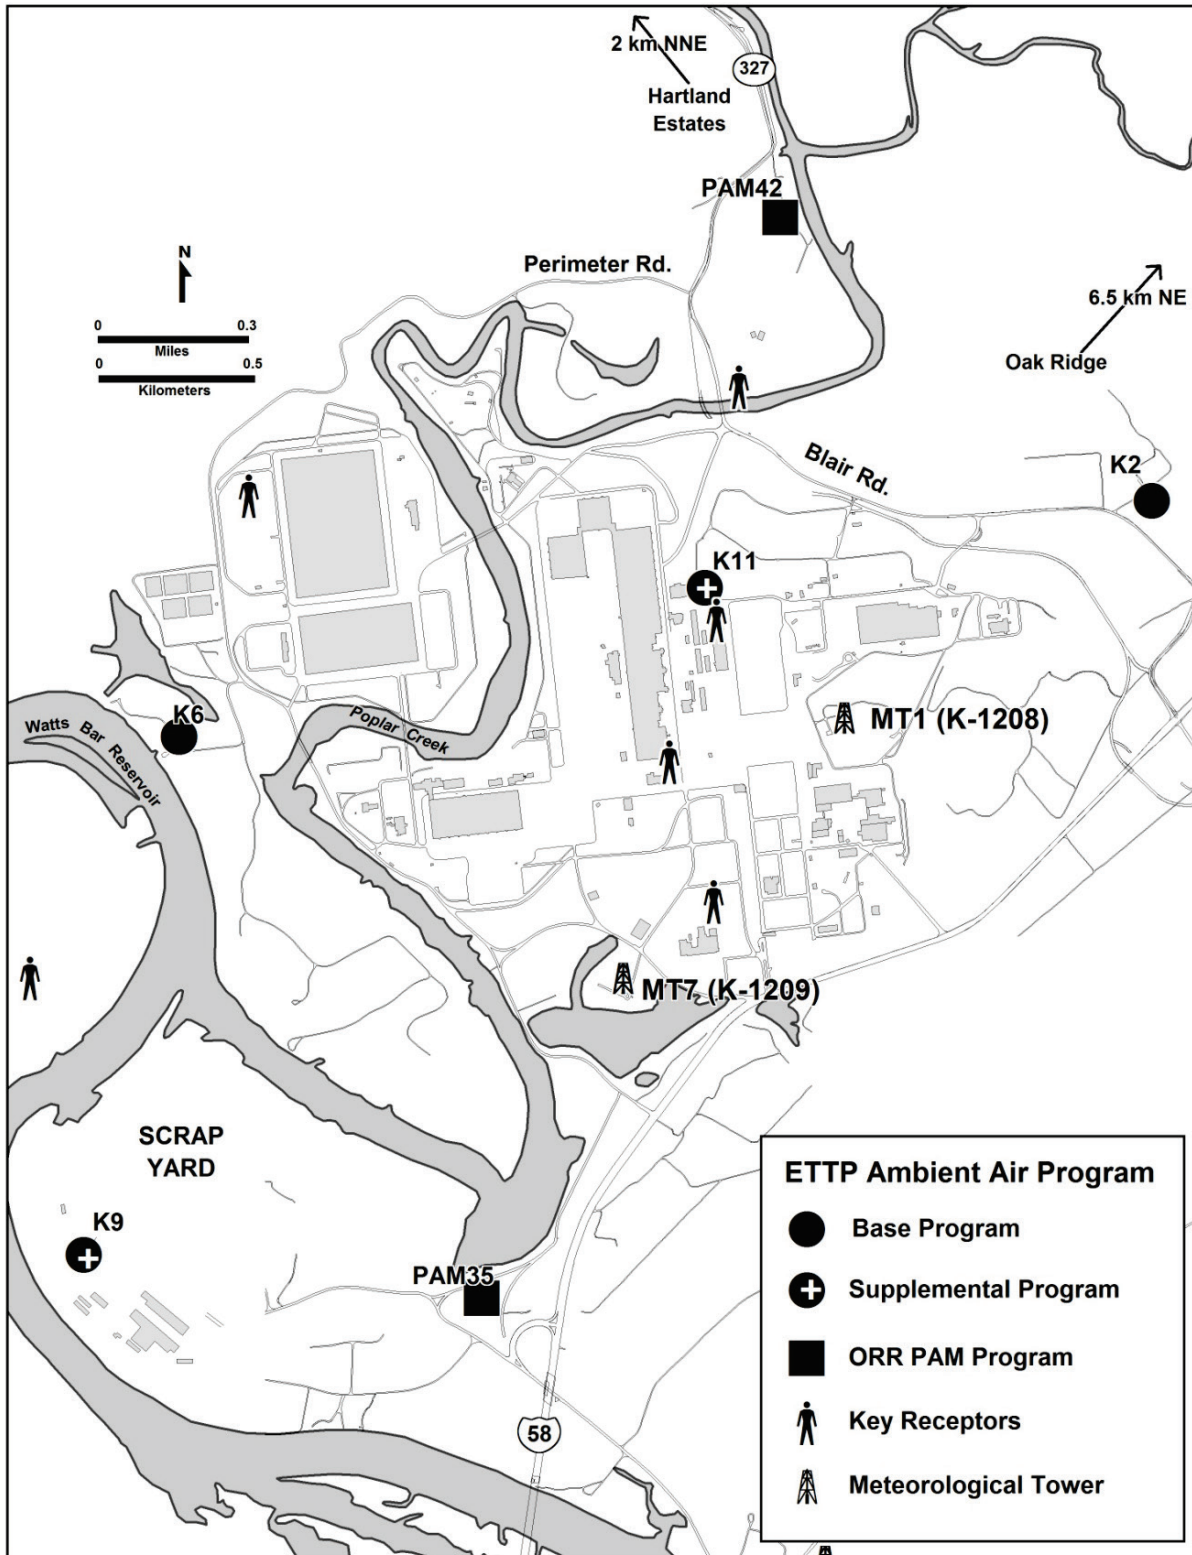 2 km NNE
327
Hartland
Estates
PAM42
N
Perimeter Rd.
6.5 km NE
0 0.3
Miles
0 0.5
Kilometers
Oak Ridge
Blair Rd.
K2
K11
K6
Watts Bar Reservoir
Poplar Creek
MT1 (K-1208)
MT7 (K-1209)
SCRAP
YARD
K9
PAM35
58
ETTP Ambient Air Program
Base Program
Supplemental Program
ORR PAM Program
Key Receptors
Meteorological Tower